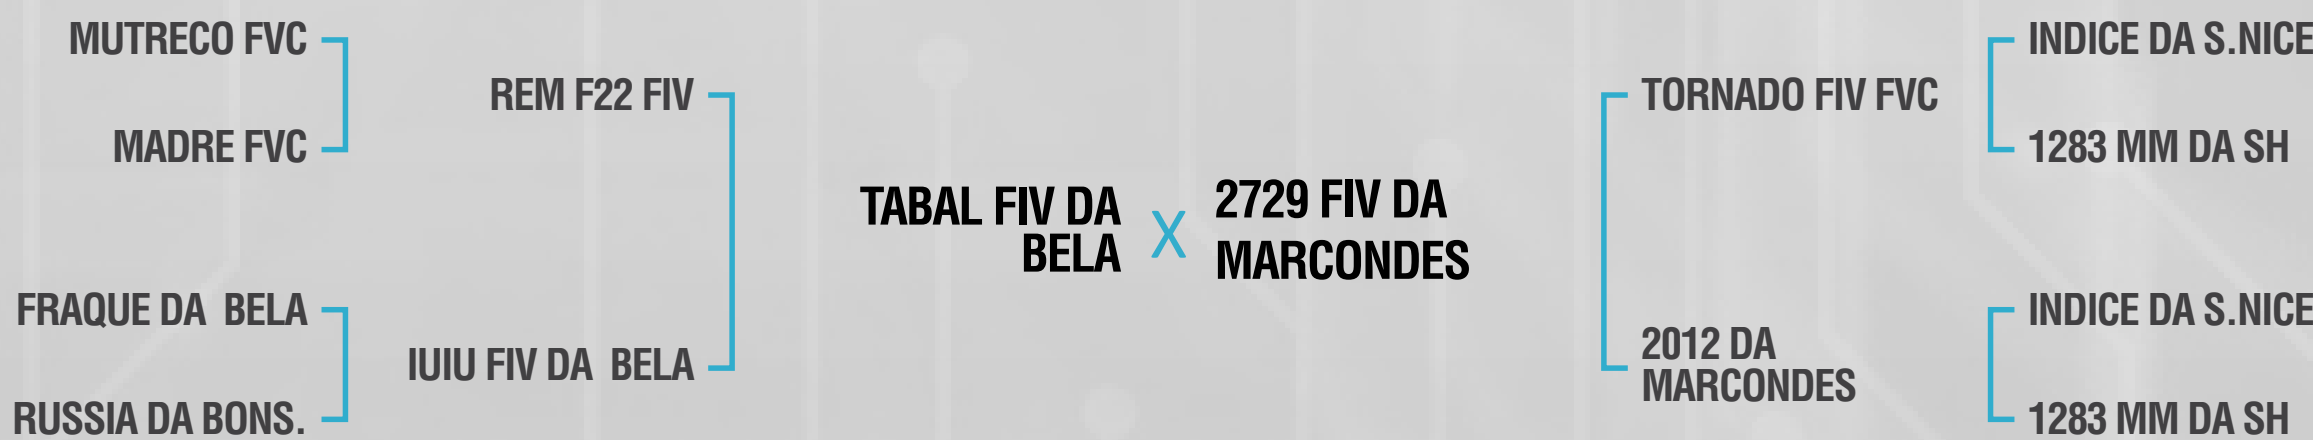 MUTRECO FVC
MADRE FVC
REM F22 FIV
FRAQUE DA BELA
RUSSIA DA BONS.
IUIU FIV DA BELA
TABAL FIV DA
BELA
X
2729 FIV DA
MARCONDES
TORNADO FIV FVC
INDICE DA S.NICE
1283 MM DA SH
2012 DA
MARCONDES
INDICE DA S.NICE
1283 MM DA SH